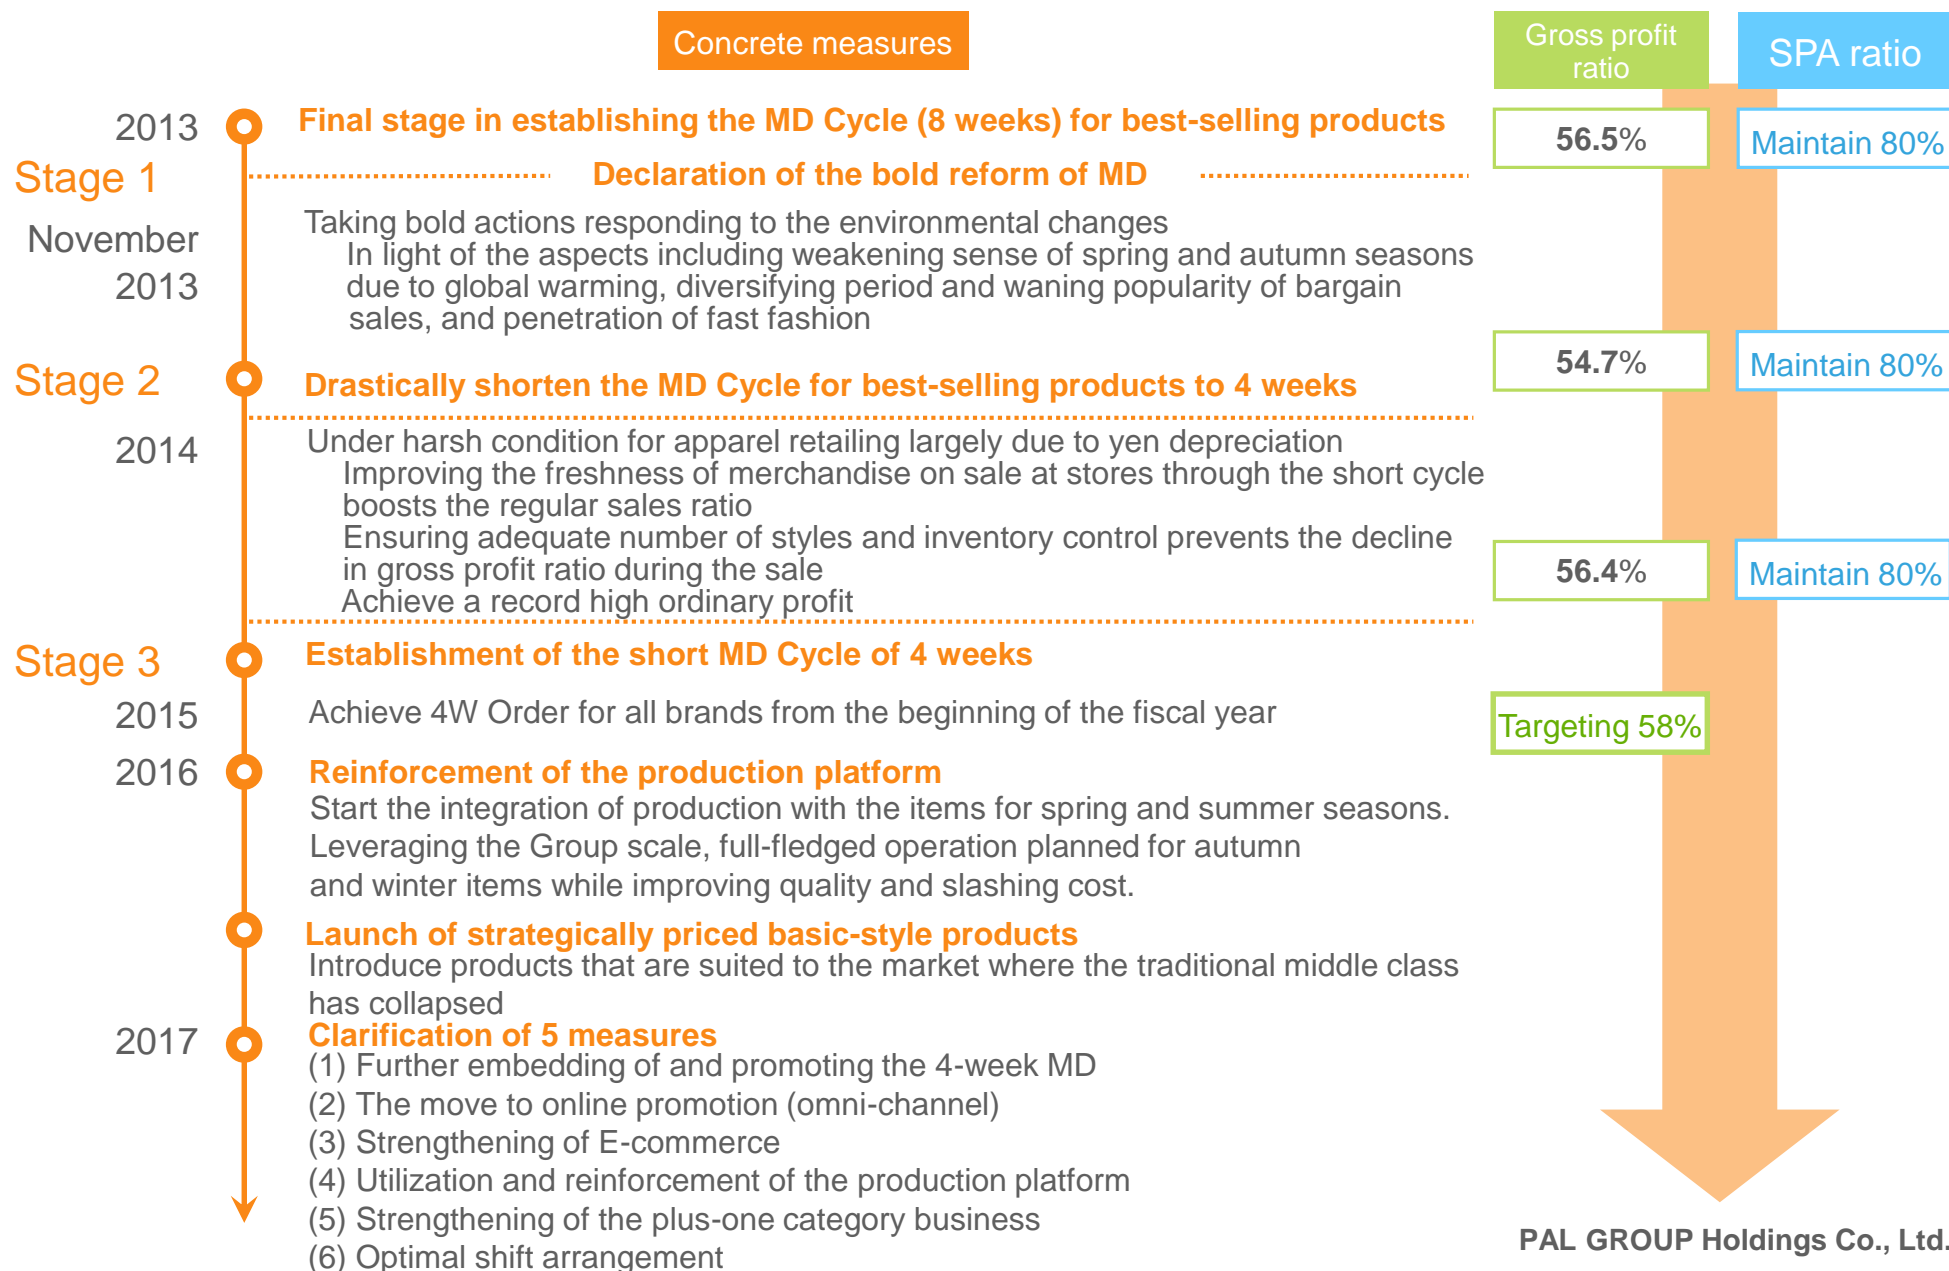 Concrete measures
Gross profit
ratio
SPA ratio
2013
Final stage in establishing the MD Cycle (8 weeks) for best-selling products
56.5%
Maintain 80%
Stage 1
Declaration of the bold reform of MD
November
2013
Taking bold actions responding to the environmental changes
In light of the aspects including weakening sense of spring and autumn seasons
due to global warming, diversifying period and waning popularity of bargain
sales, and penetration of fast fashion
Stage 2
Drastically shorten the MD Cycle for best-selling products to 4 weeks
54.7%
Maintain 80%
2014
Under harsh condition for apparel retailing largely due to yen depreciation
Improving the freshness of merchandise on sale at stores through the short cycle
boosts the regular sales ratio
Ensuring adequate number of styles and inventory control prevents the decline
in gross profit ratio during the sale
Achieve a record high ordinary profit
56.4%
Maintain 80%
Stage 3
Establishment of the short MD Cycle of 4 weeks
2015
Achieve 4W Order for all brands from the beginning of the fiscal year
Targeting 58%
2016
Reinforcement of the production platform
Start the integration of production with the items for spring and summer seasons.
Leveraging the Group scale, full-fledged operation planned for autumn
and winter items while improving quality and slashing cost.
Launch of strategically priced basic-style products
Introduce products that are suited to the market where the traditional middle class
has collapsed
2017
Clarification of 5 measures
(1) Further embedding of and promoting the 4-week MD
(2) The move to online promotion (omni-channel)
(3) Strengthening of E-commerce
(4) Utilization and reinforcement of the production platform
(5) Strengthening of the plus-one category business
(6) Optimal shift arrangement
PAL GROUP Holdings Co., Ltd.